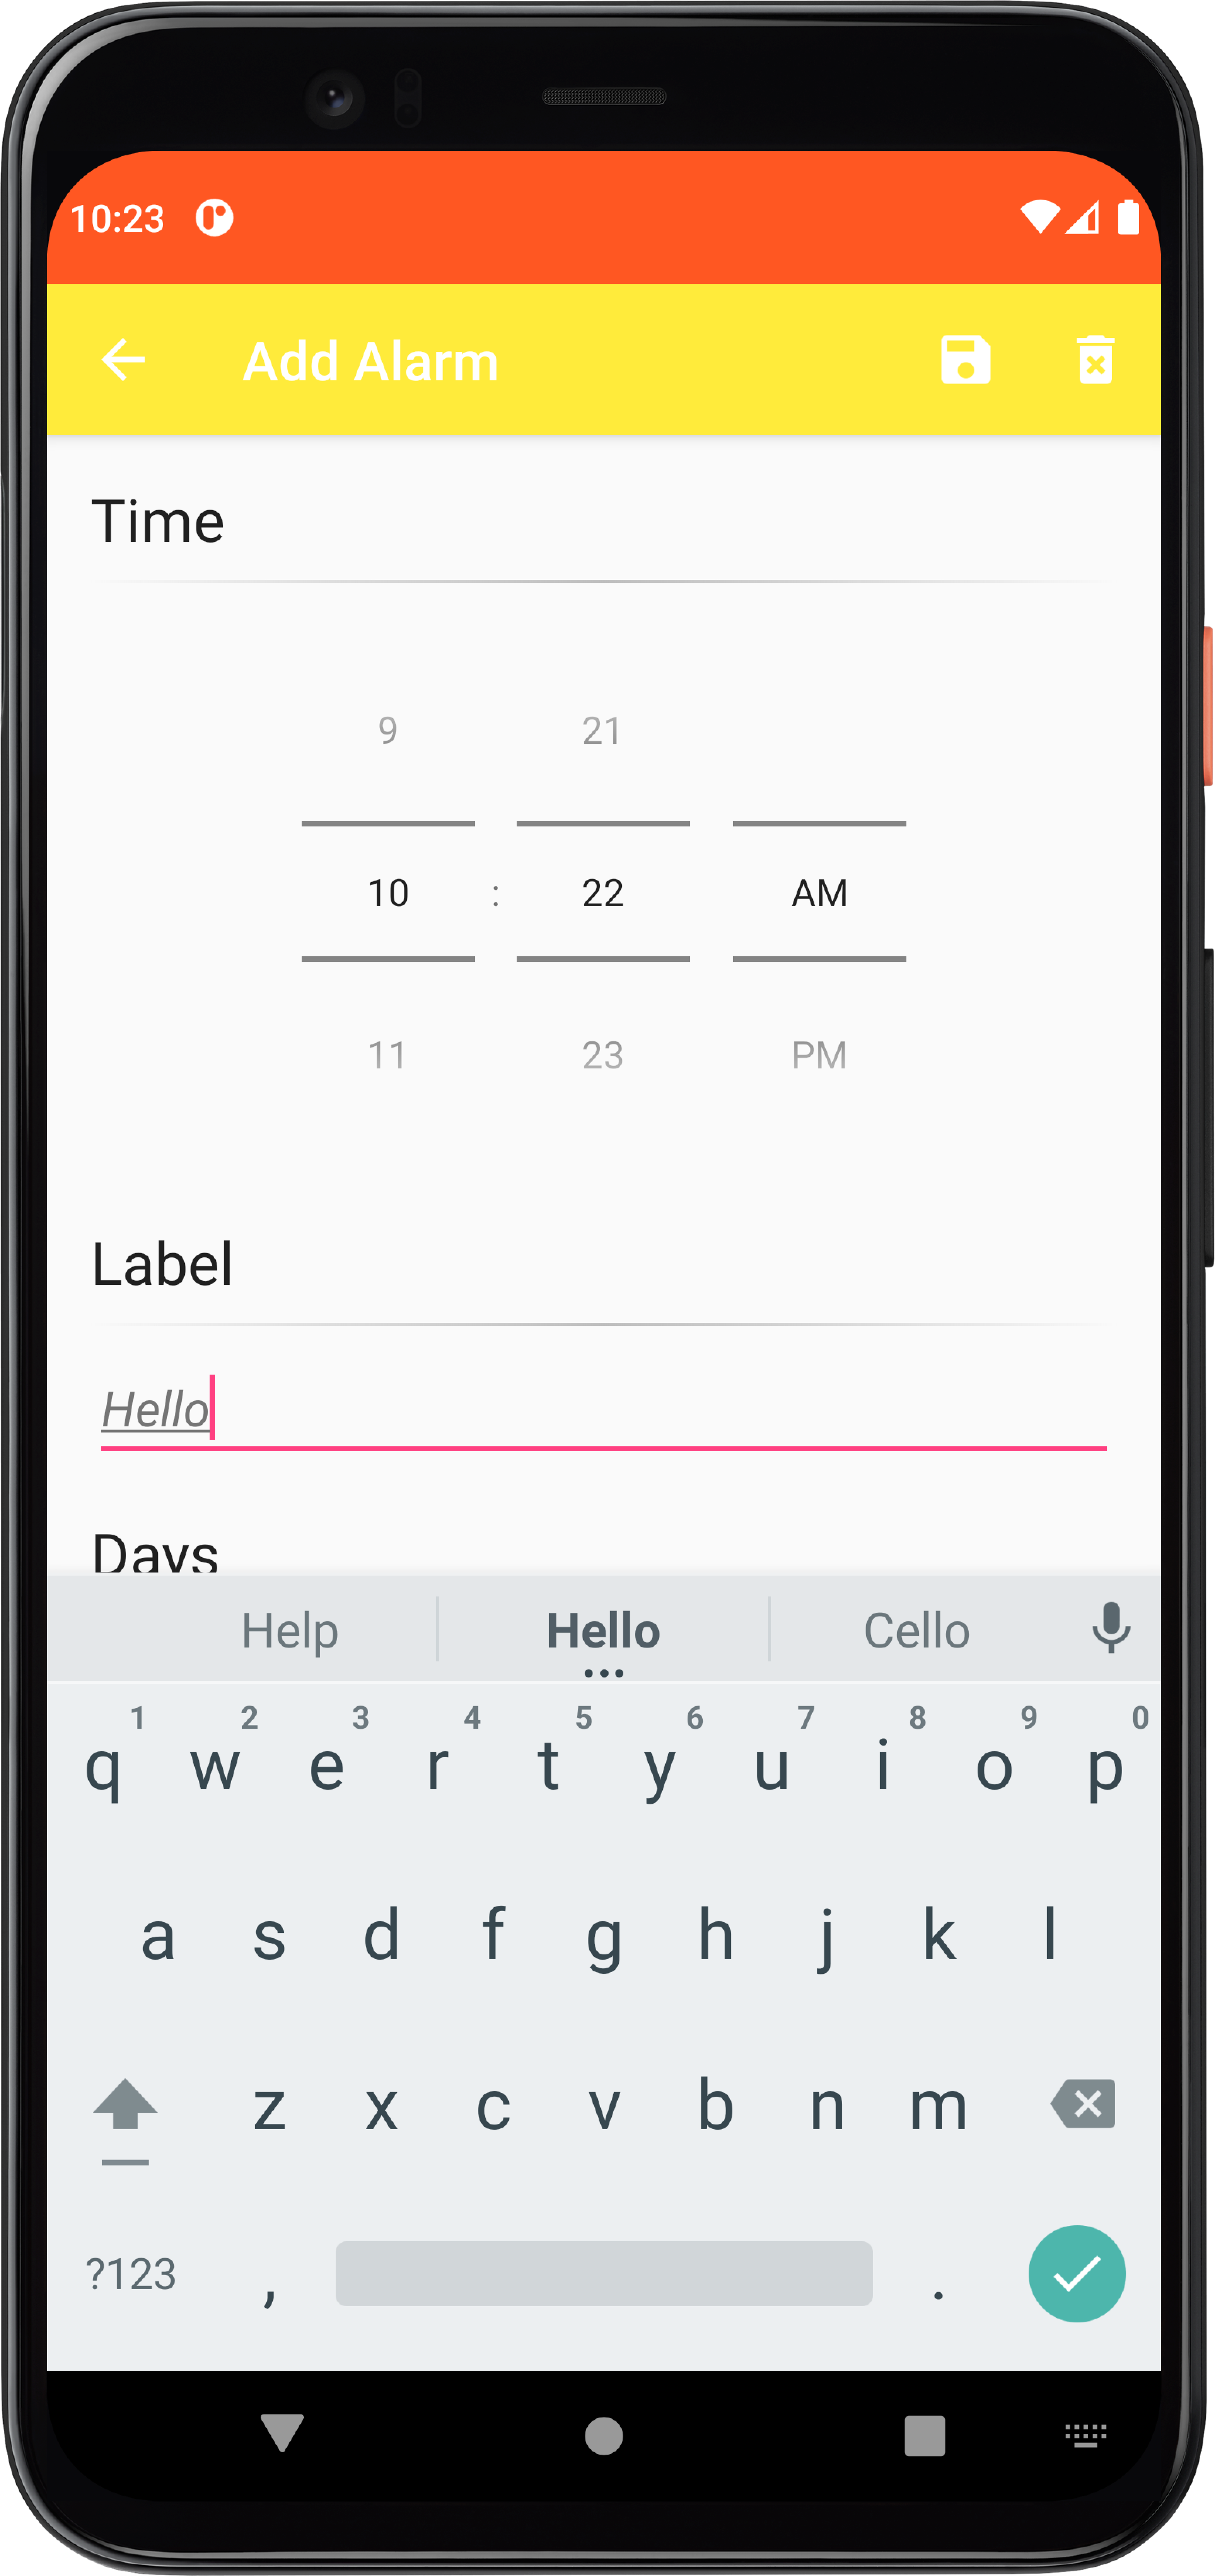 10:23
Add Alarm
Time
9 21
10 : 22 AM
11 23 PM
Label
Hello
Days
Help Hello Cello
1 2 3 4 5 6 7 8 9 0
q w e r t y u i o p
a s d f g h j k l
z x c v b n m
?123 , .